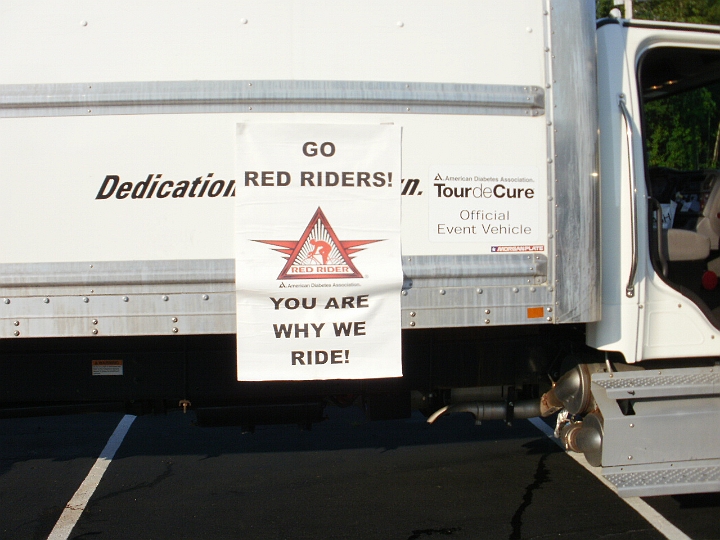 GO
RED RIDERS!
RED RIDER
American Diabetes Association.
YOU ARE
WHY WE
RIDE!
Dedication
American Diabetes Association.
TourdeCure
Official
Event Vehicle
MORGANPLATE